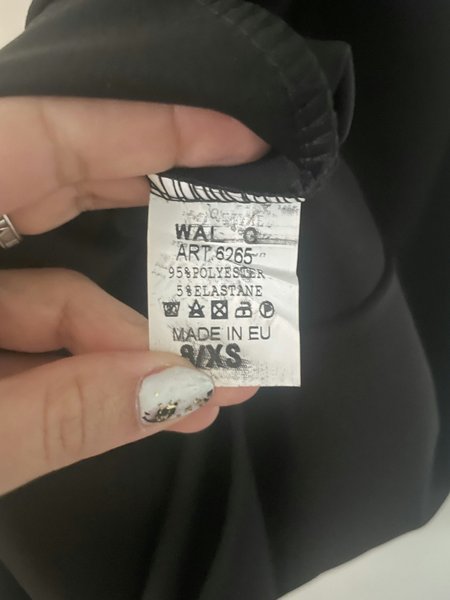 WAL G
ART.6265
95%POLYESTER
5%ELASTANE
MADE IN EU
S/XS